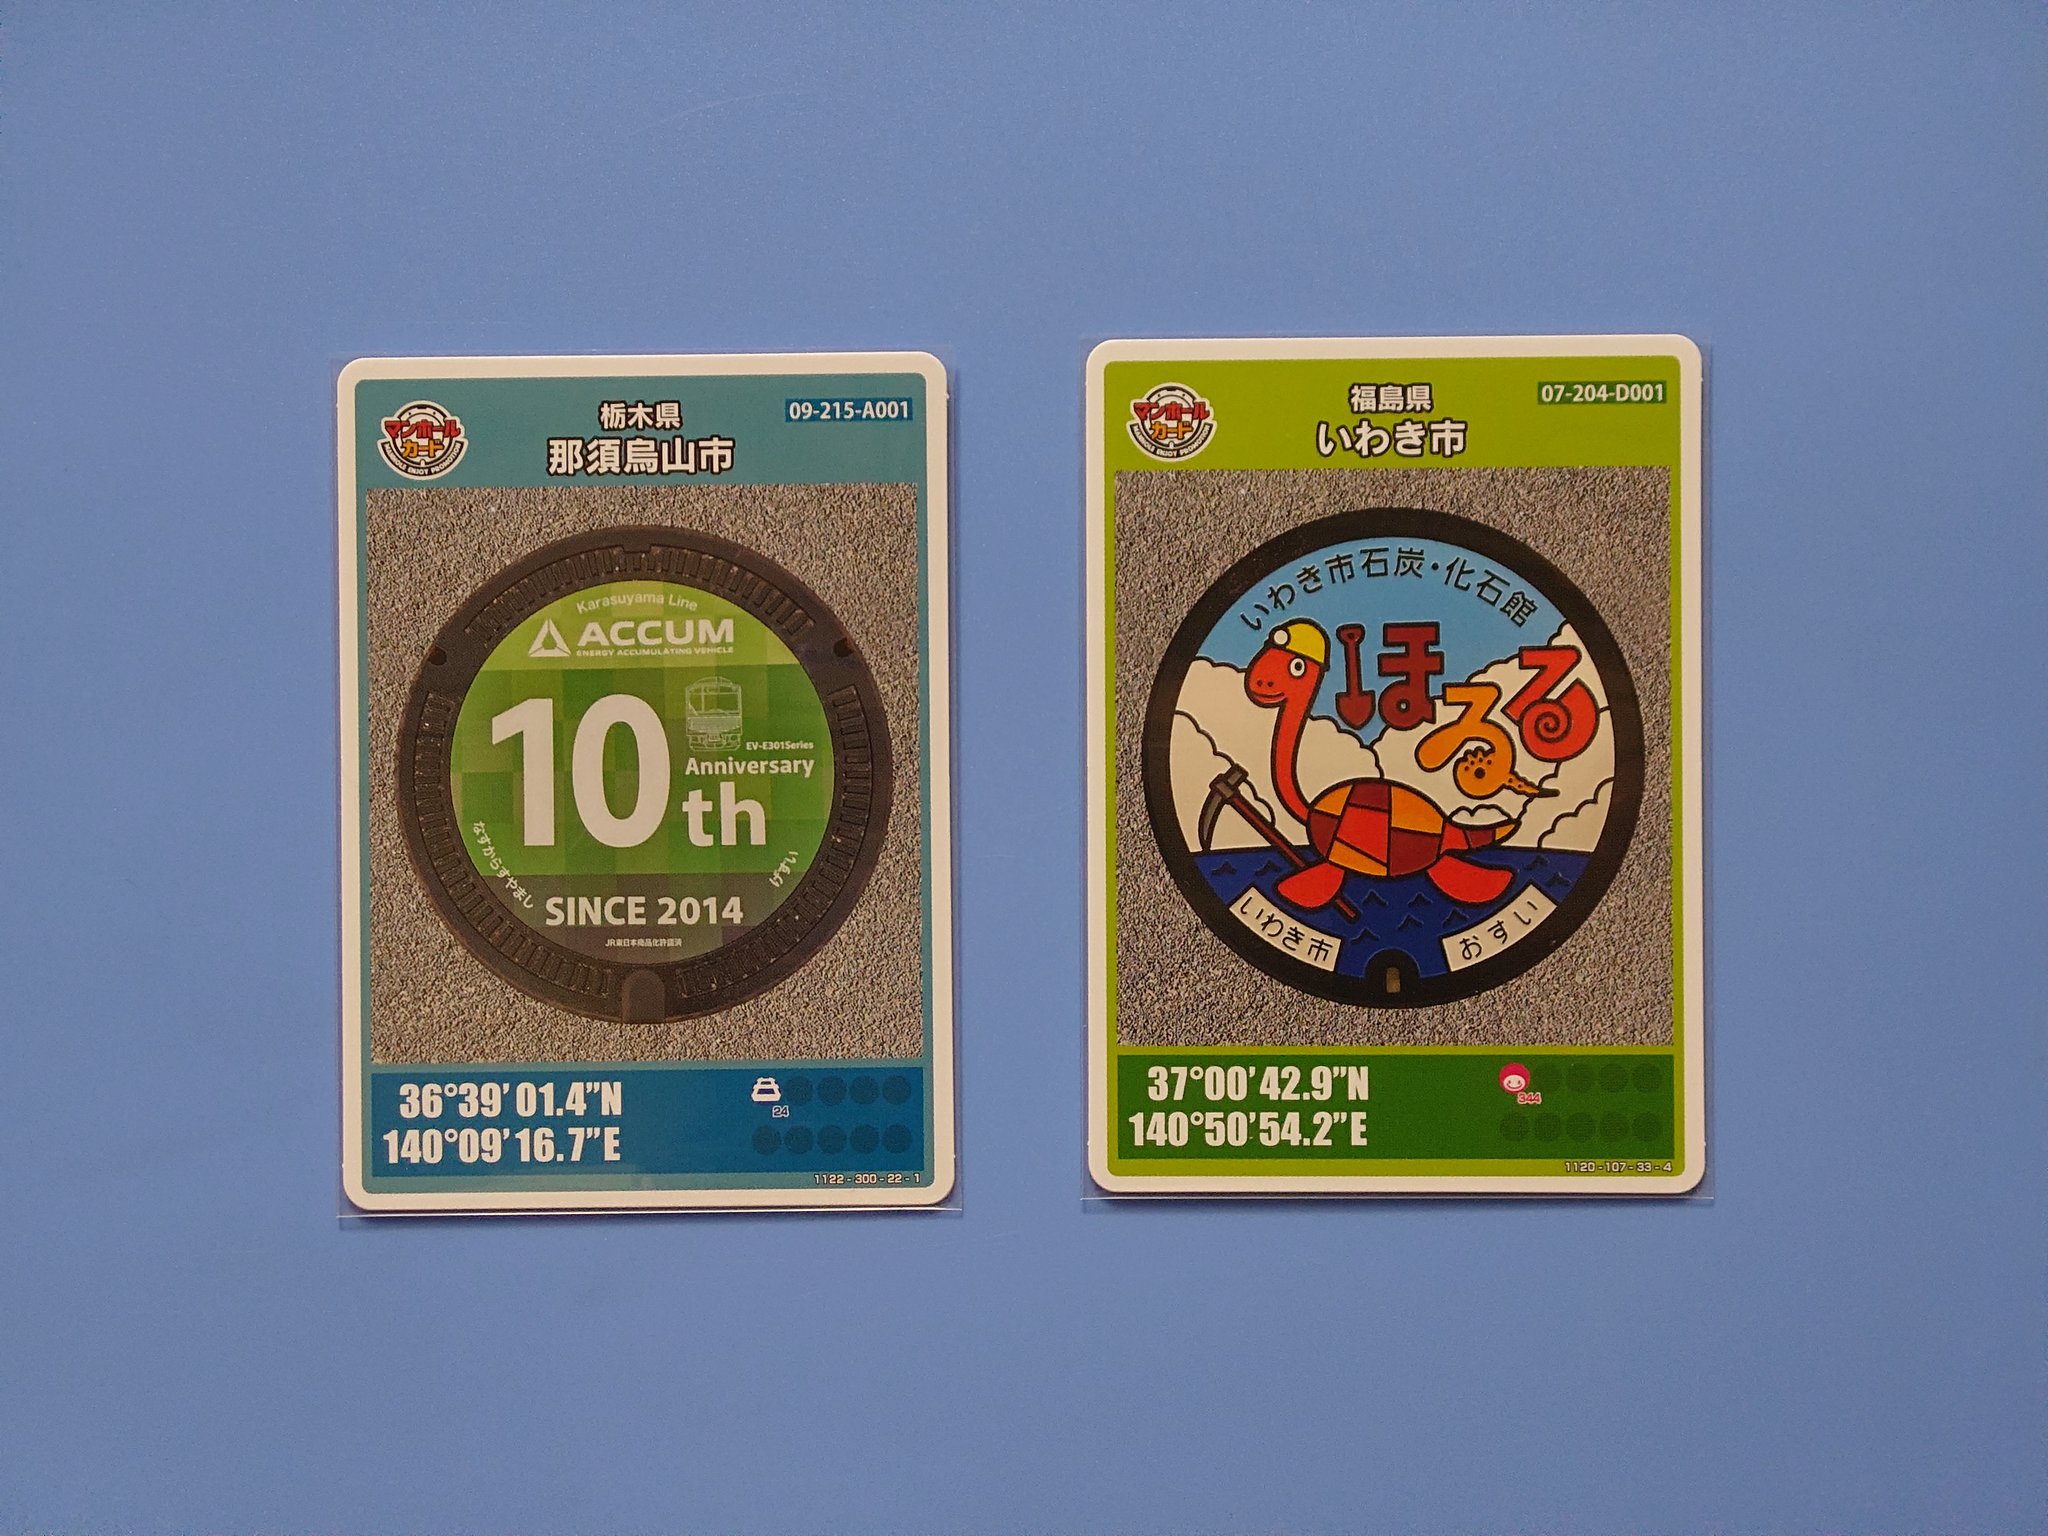 マンホール
カード
MANHOLE ENJOY PROMOTION
栃木県
那須烏山市
09-215-A001
Karasuyama Line
ACCUM
ENERGY ACCUMULATING VEHICLE
10th
EV-E301Series
Anniversary
なすからすやまし
げすい
SINCE 2014
JR東日本商品化許諾済
36°39'01.4"N
140°09'16.7"E
24
1122-300-22-1
マンホール
カード
MANHOLE ENJOY PROMOTION
福島県
いわき市
07-204-D001
いわき市石炭・化石館
ほるる
いわき市
おすい
37°00'42.9"N
140°50'54.2"E
344
1120-107-33-4